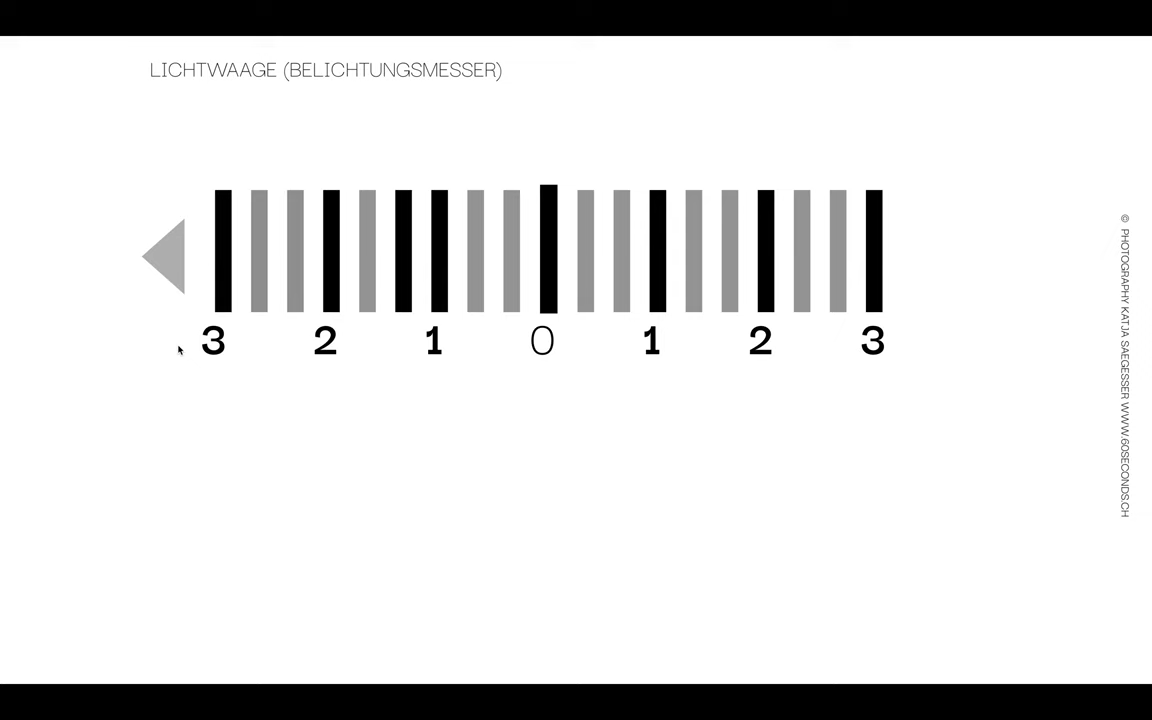 LICHTWAAGE (BELICHTUNGSMESSER)
3 2 1 0 1 2 3
© PHOTOGRAPHY KATJA SAEGESSER WWW.60SECONDS.CH